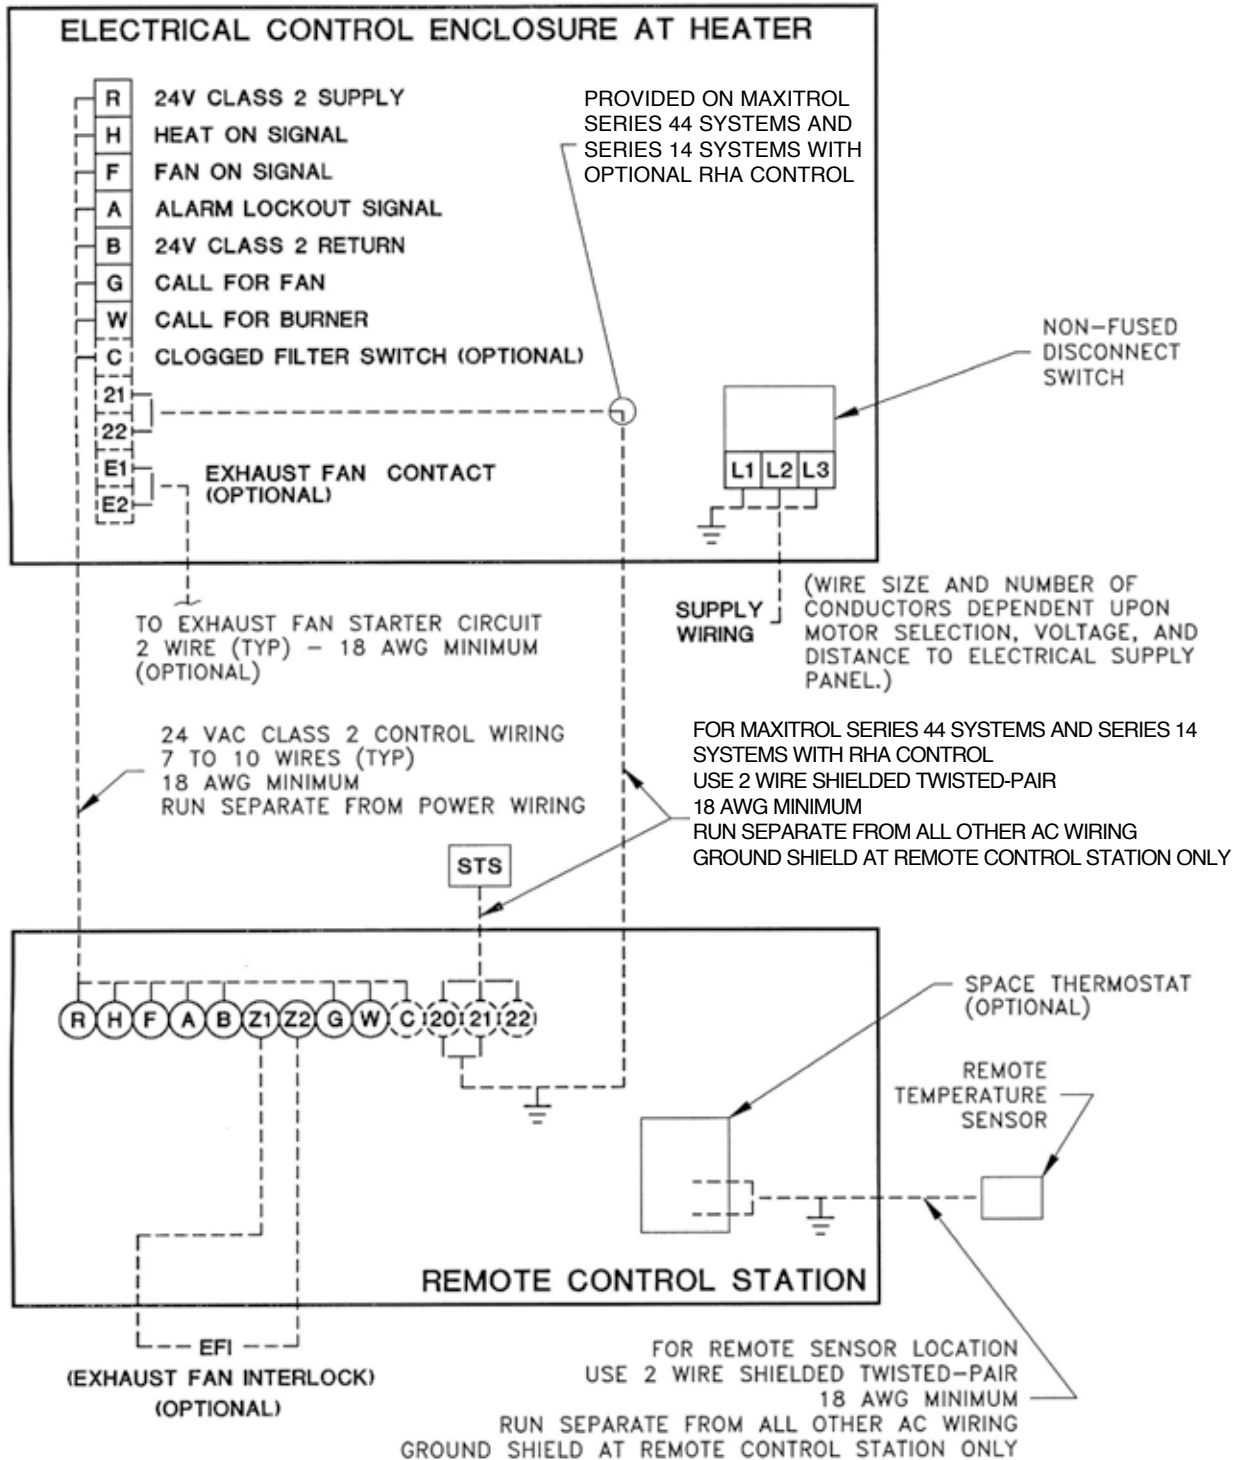 ELECTRICAL CONTROL ENCLOSURE AT HEATER
R 24V CLASS 2 SUPPLY
H HEAT ON SIGNAL
F FAN ON SIGNAL
A ALARM LOCKOUT SIGNAL
B 24V CLASS 2 RETURN
G CALL FOR FAN
W CALL FOR BURNER
C CLOGGED FILTER SWITCH (OPTIONAL)
21
22
E1
E2
EXHAUST FAN CONTACT
(OPTIONAL)
PROVIDED ON MAXITROL
SERIES 44 SYSTEMS AND
SERIES 14 SYSTEMS WITH
OPTIONAL RHA CONTROL
NON-FUSED
DISCONNECT
SWITCH
L1 L2 L3
SUPPLY
WIRING
(WIRE SIZE AND NUMBER OF
CONDUCTORS DEPENDENT UPON
MOTOR SELECTION, VOLTAGE, AND
DISTANCE TO ELECTRICAL SUPPLY
PANEL.)
TO EXHAUST FAN STARTER CIRCUIT
2 WIRE (TYP) - 18 AWG MINIMUM
(OPTIONAL)
24 VAC CLASS 2 CONTROL WIRING
7 TO 10 WIRES (TYP)
18 AWG MINIMUM
RUN SEPARATE FROM POWER WIRING
FOR MAXITROL SERIES 44 SYSTEMS AND SERIES 14
SYSTEMS WITH RHA CONTROL
USE 2 WIRE SHIELDED TWISTED-PAIR
18 AWG MINIMUM
RUN SEPARATE FROM ALL OTHER AC WIRING
GROUND SHIELD AT REMOTE CONTROL STATION ONLY
STS
R H F A B Z1 Z2 G W C 20 21 22
SPACE THERMOSTAT
(OPTIONAL)
REMOTE
TEMPERATURE
SENSOR
REMOTE CONTROL STATION
EFI
(EXHAUST FAN INTERLOCK)
(OPTIONAL)
FOR REMOTE SENSOR LOCATION
USE 2 WIRE SHIELDED TWISTED-PAIR
18 AWG MINIMUM
RUN SEPARATE FROM ALL OTHER AC WIRING
GROUND SHIELD AT REMOTE CONTROL STATION ONLY